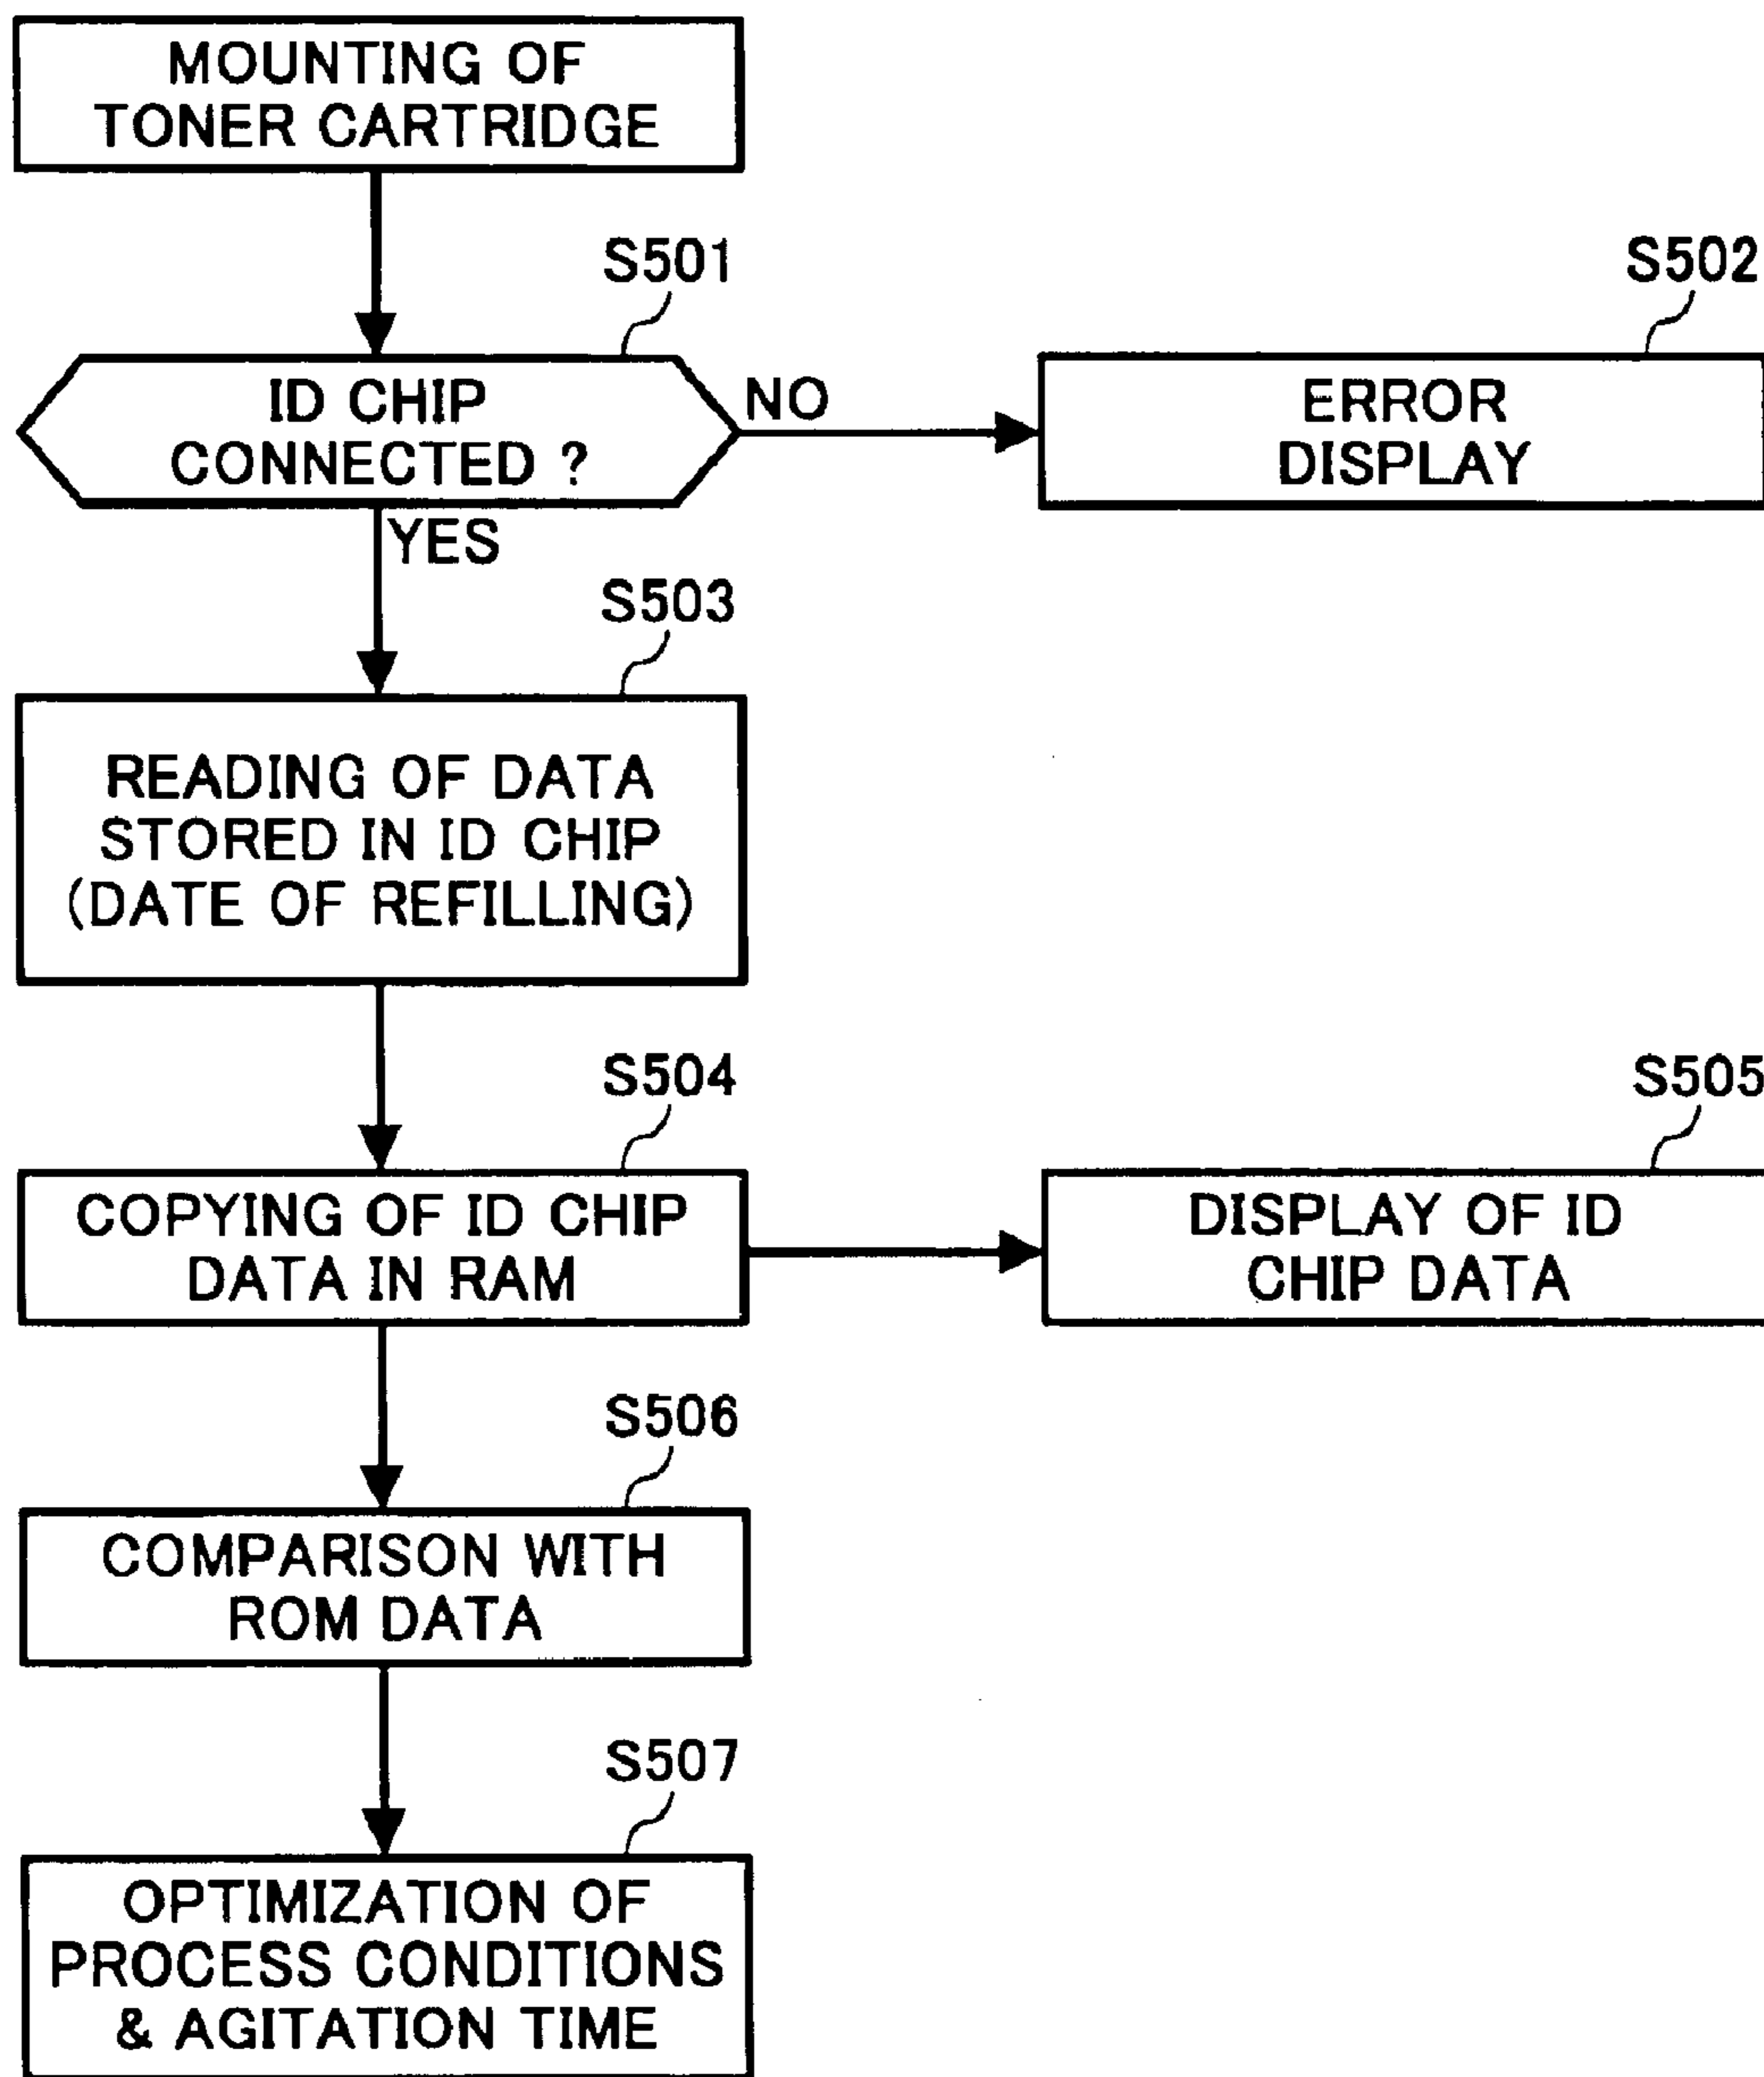 MOUNTING OF
TONER CARTRIDGE
S501
S502
ID CHIP
CONNECTED ?
NO
ERROR
DISPLAY
YES
S503
READING OF DATA
STORED IN ID CHIP
(DATE OF REFILLING)
S504
S505
COPYING OF ID CHIP
DATA IN RAM
DISPLAY OF ID
CHIP DATA
S506
COMPARISON WITH
ROM DATA
S507
OPTIMIZATION OF
PROCESS CONDITIONS
& AGITATION TIME